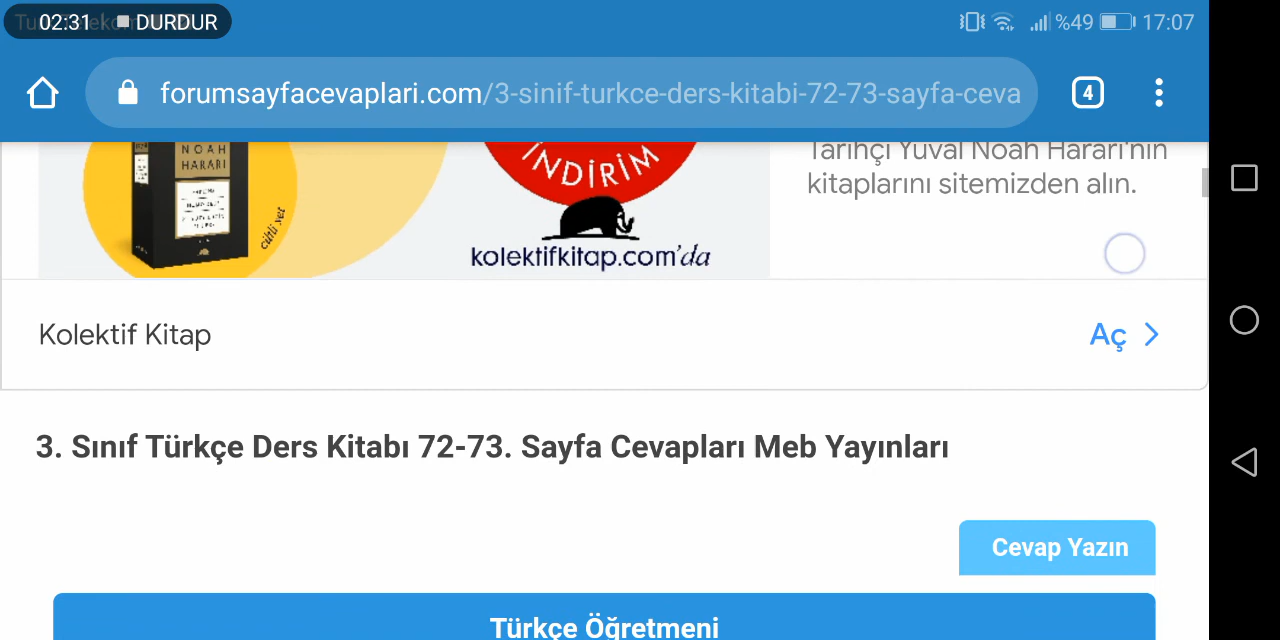 02:31 DURDUR %49 17:07
forumsayfacevaplari.com/3-sinif-turkce-ders-kitabi-72-73-sayfa-ceva 4
NOAH
HARARI
ciltli set
İNDİRİM
kolektifkitap.com'da
Tarihçi Yuval Noah Harari'nin
kitaplarını sitemizden alın.
Kolektif Kitap Aç
3. Sınıf Türkçe Ders Kitabı 72-73. Sayfa Cevapları Meb Yayınları
Cevap Yazın
Türkçe Öğretmeni